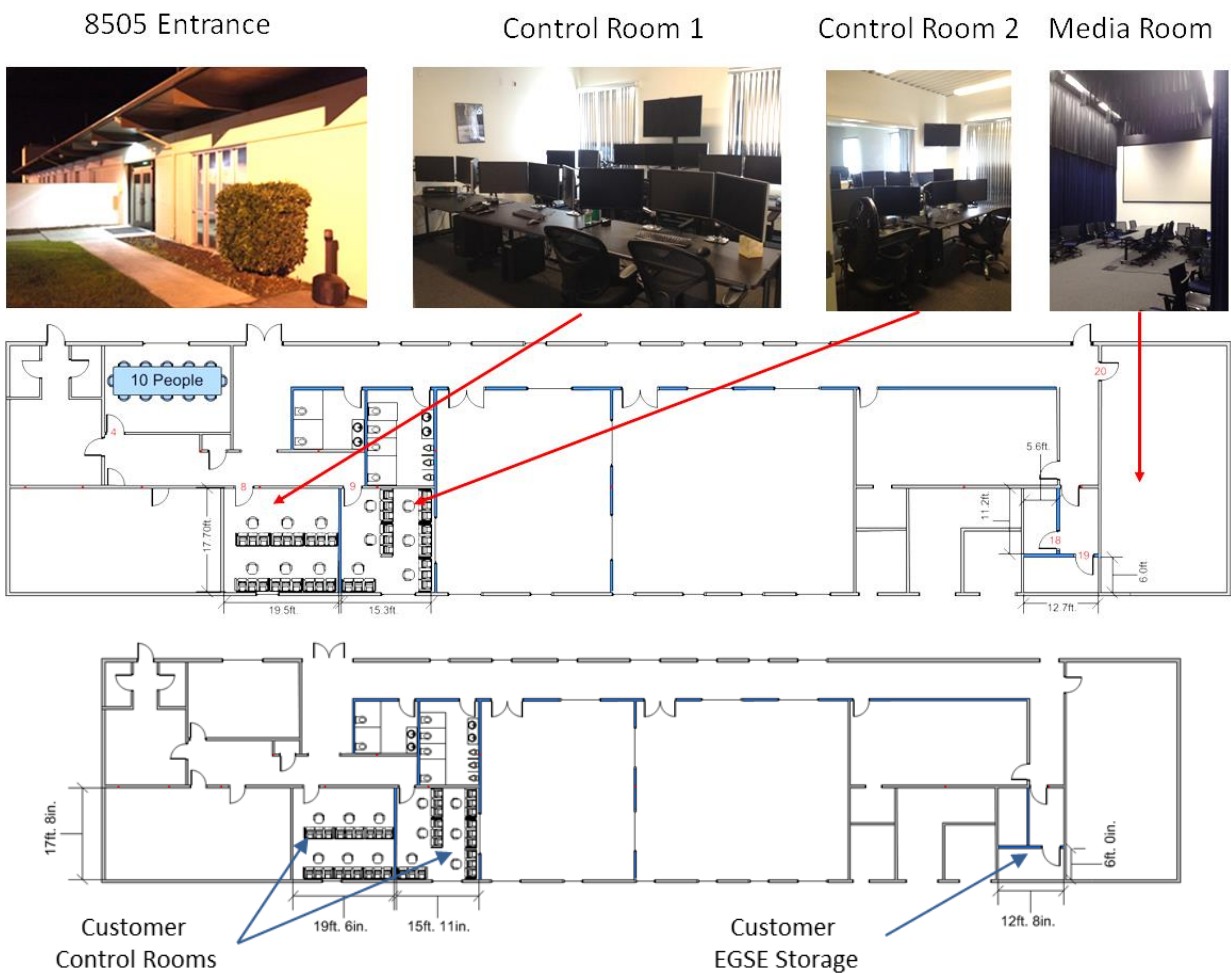 8505 Entrance
Control Room 1
Control Room 2
Media Room
10 People
4
20
5.6ft.
8
9
17.70ft.
11.2ft.
18
19
6.0ft
19.5ft.
15.3ft
12.7ft.
17ft. 8in.
6ft. 0in.
19ft. 6in.
15ft. 11in.
12ft. 8in.
Customer
Control Rooms
Customer
EGSE Storage